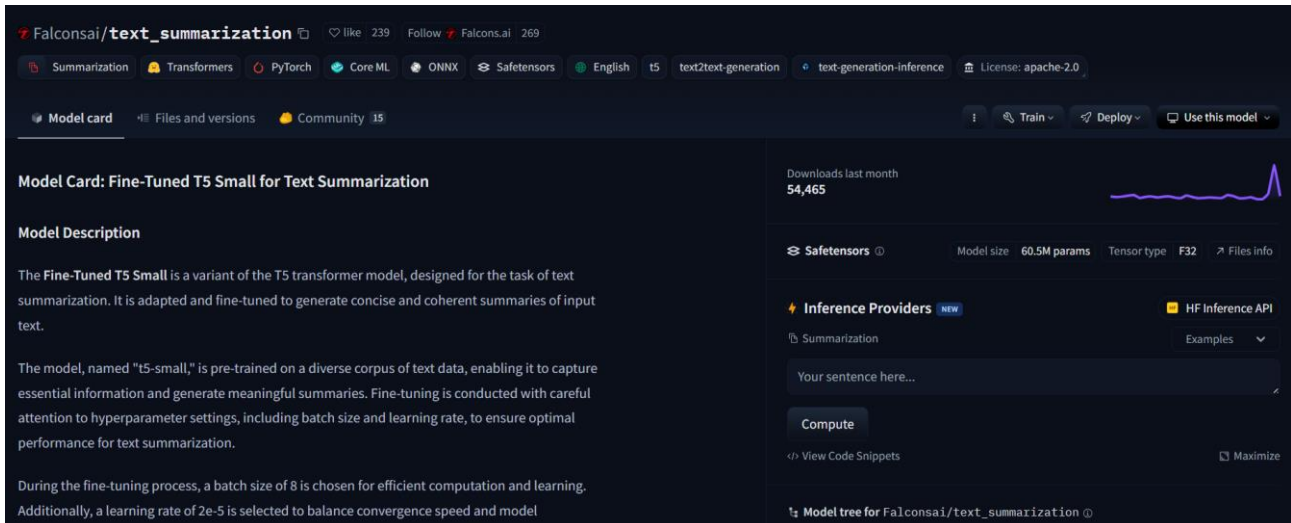 Falconsai/text_summarization like 239 Follow Falcons.ai 269
Summarization Transformers PyTorch Core ML ONNX Safetensors English t5 text2text-generation text-generation-inference License: apache-2.0
Model card Files and versions Community 15 Train Deploy Use this model
Model Card: Fine-Tuned T5 Small for Text Summarization
Model Description
The Fine-Tuned T5 Small is a variant of the T5 transformer model, designed for the task of text
summarization. It is adapted and fine-tuned to generate concise and coherent summaries of input
text.
The model, named "t5-small," is pre-trained on a diverse corpus of text data, enabling it to capture
essential information and generate meaningful summaries. Fine-tuning is conducted with careful
attention to hyperparameter settings, including batch size and learning rate, to ensure optimal
performance for text summarization.
During the fine-tuning process, a batch size of 8 is chosen for efficient computation and learning.
Additionally, a learning rate of 2e-5 is selected to balance convergence speed and model
Downloads last month
54,465
Safetensors Model size 60.5M params Tensor type F32 Files info
Inference Providers NEW HF Inference API
Summarization Examples
Your sentence here...
Compute
</> View Code Snippets Maximize
Model tree for Falconsai/text_summarization